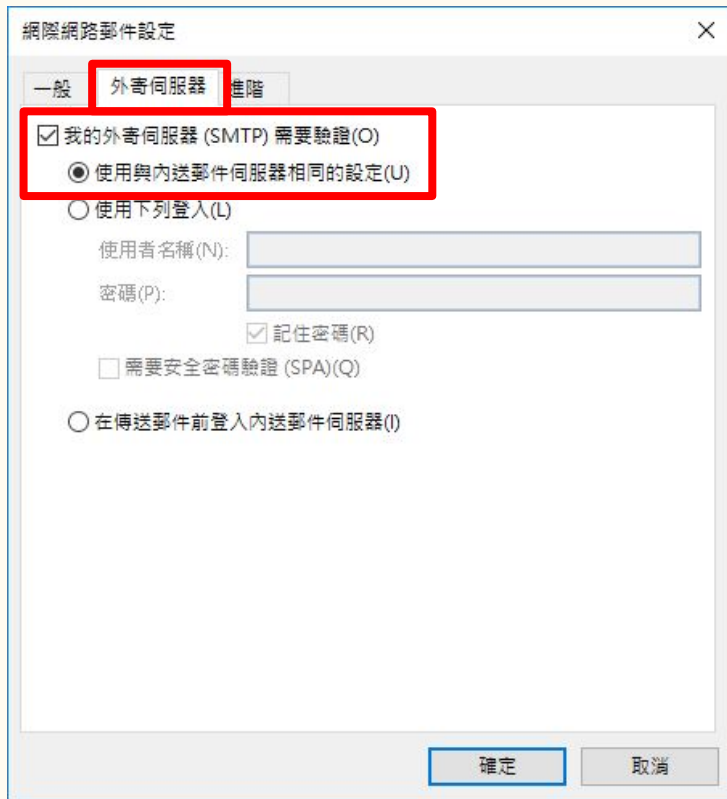 網際網路郵件設定
一般 外寄伺服器 進階
我的外寄伺服器 (SMTP) 需要驗證(O)
使用與內送郵件伺服器相同的設定(U)
使用下列登入(L)
使用者名稱(N):
密碼(P):
記住密碼(R)
需要安全密碼驗證 (SPA)(Q)
在傳送郵件前登入內送郵件伺服器(I)
確定 取消